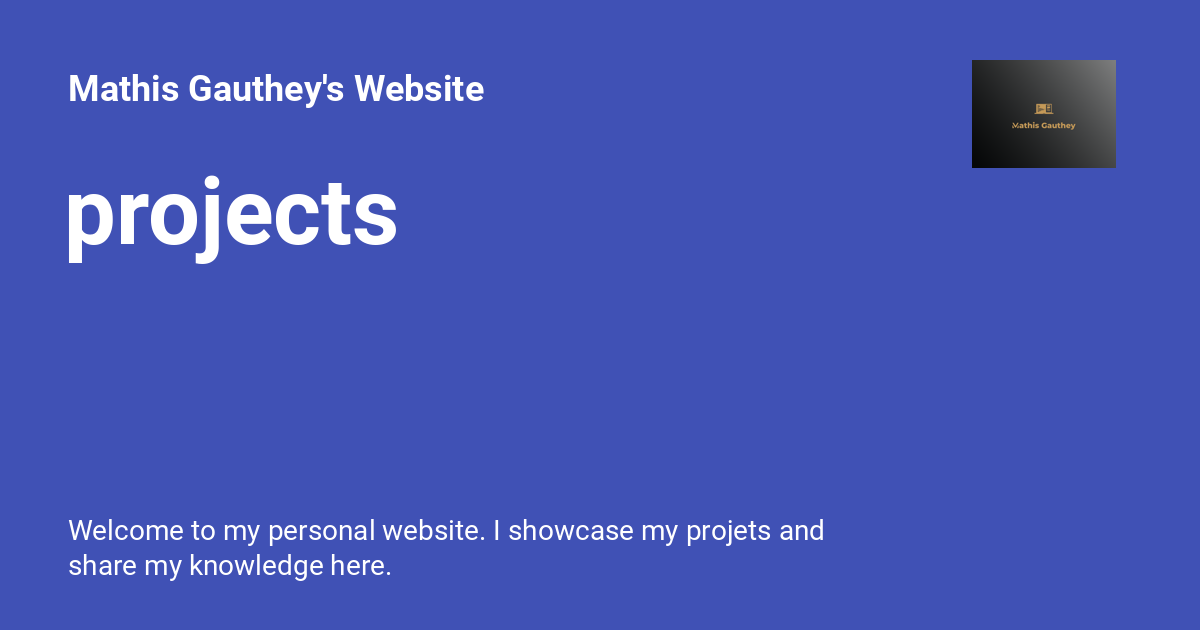 Mathis Gauthey's Website
Mathis Gauthey
projects
Welcome to my personal website. I showcase my projets and
share my knowledge here.